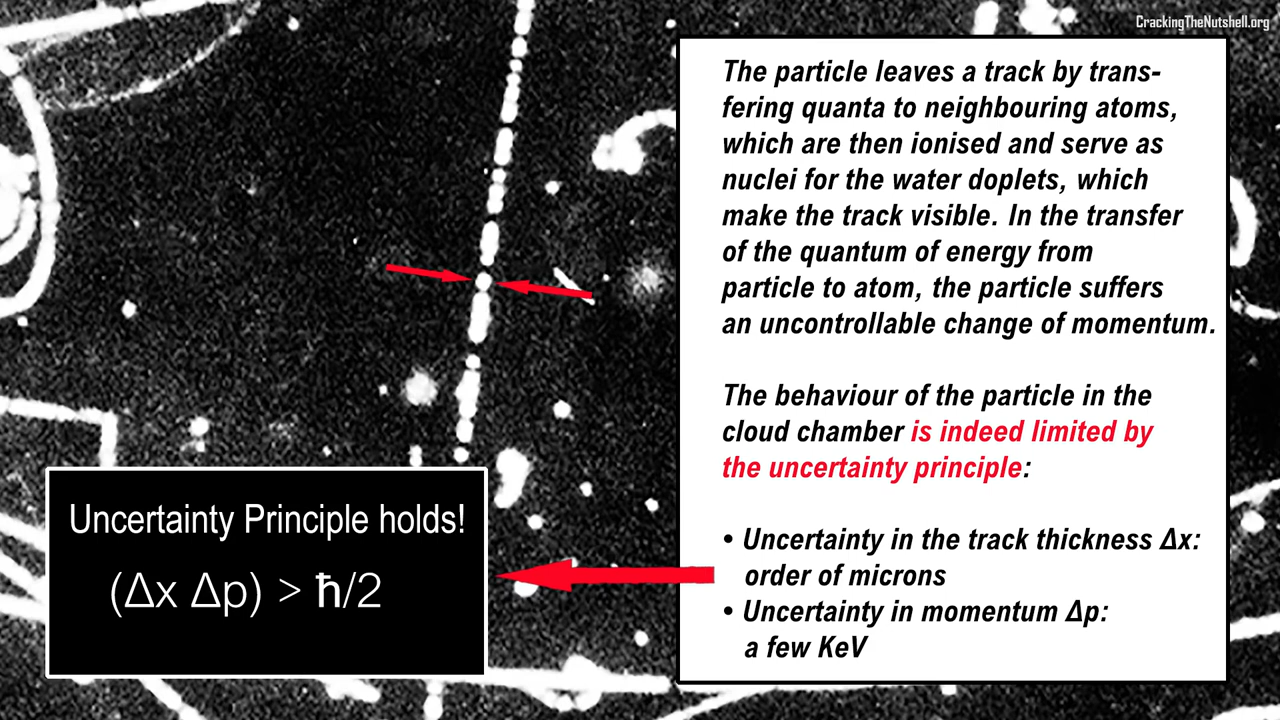 CrackingTheNutshell.org
The particle leaves a track by trans-
fering quanta to neighbouring atoms,
which are then ionised and serve as
nuclei for the water doplets, which
make the track visible. In the transfer
of the quantum of energy from
particle to atom, the particle suffers
an uncontrollable change of momentum.
The behaviour of the particle in the
cloud chamber is indeed limited by
the uncertainty principle:
• Uncertainty in the track thickness Δx:
order of microns
• Uncertainty in momentum Δp:
a few KeV
Uncertainty Principle holds!
(Δx Δp) > ħ/2